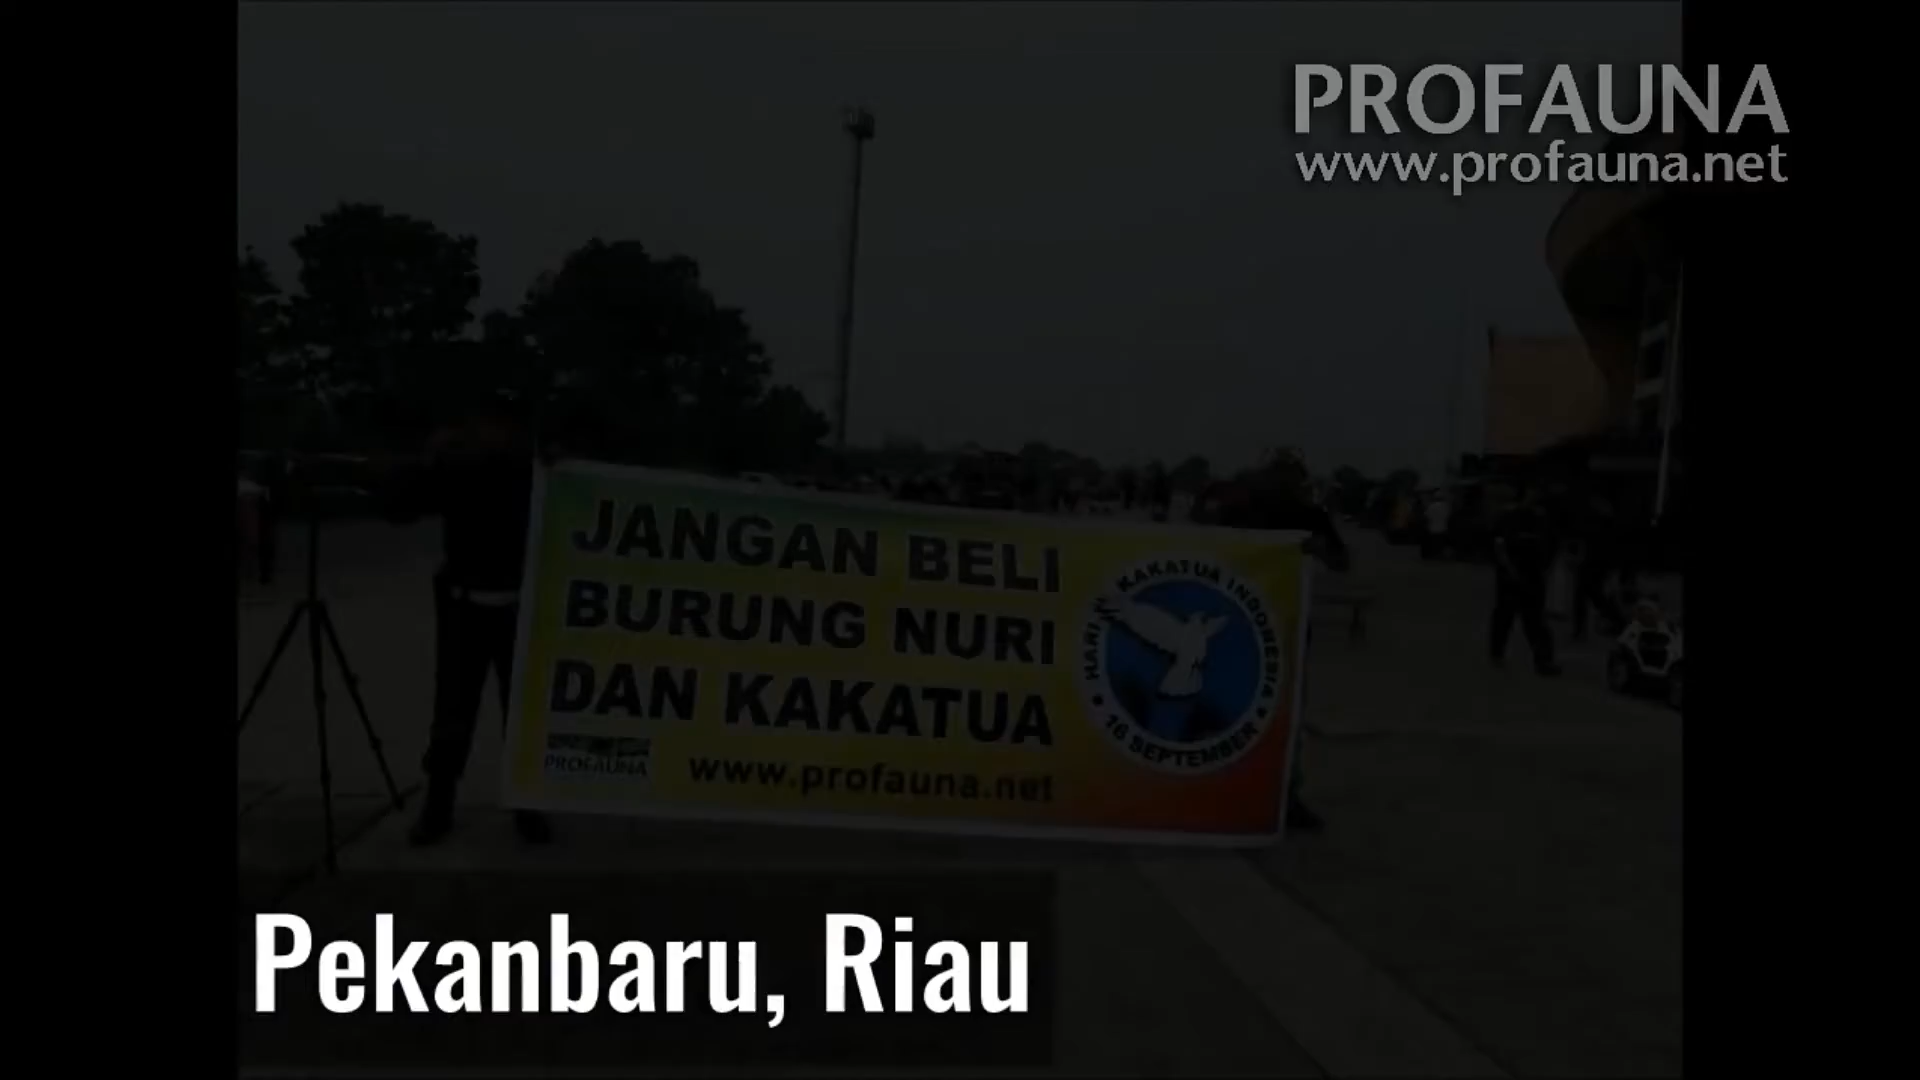 PROFAUNA
www.profauna.net
JANGAN BELI
BURUNG NURI
DAN KAKATUA
HARI KAKATUA INDONESIA
16 SEPTEMBER
PROFAUNA
www.profauna.net
Pekanbaru, Riau